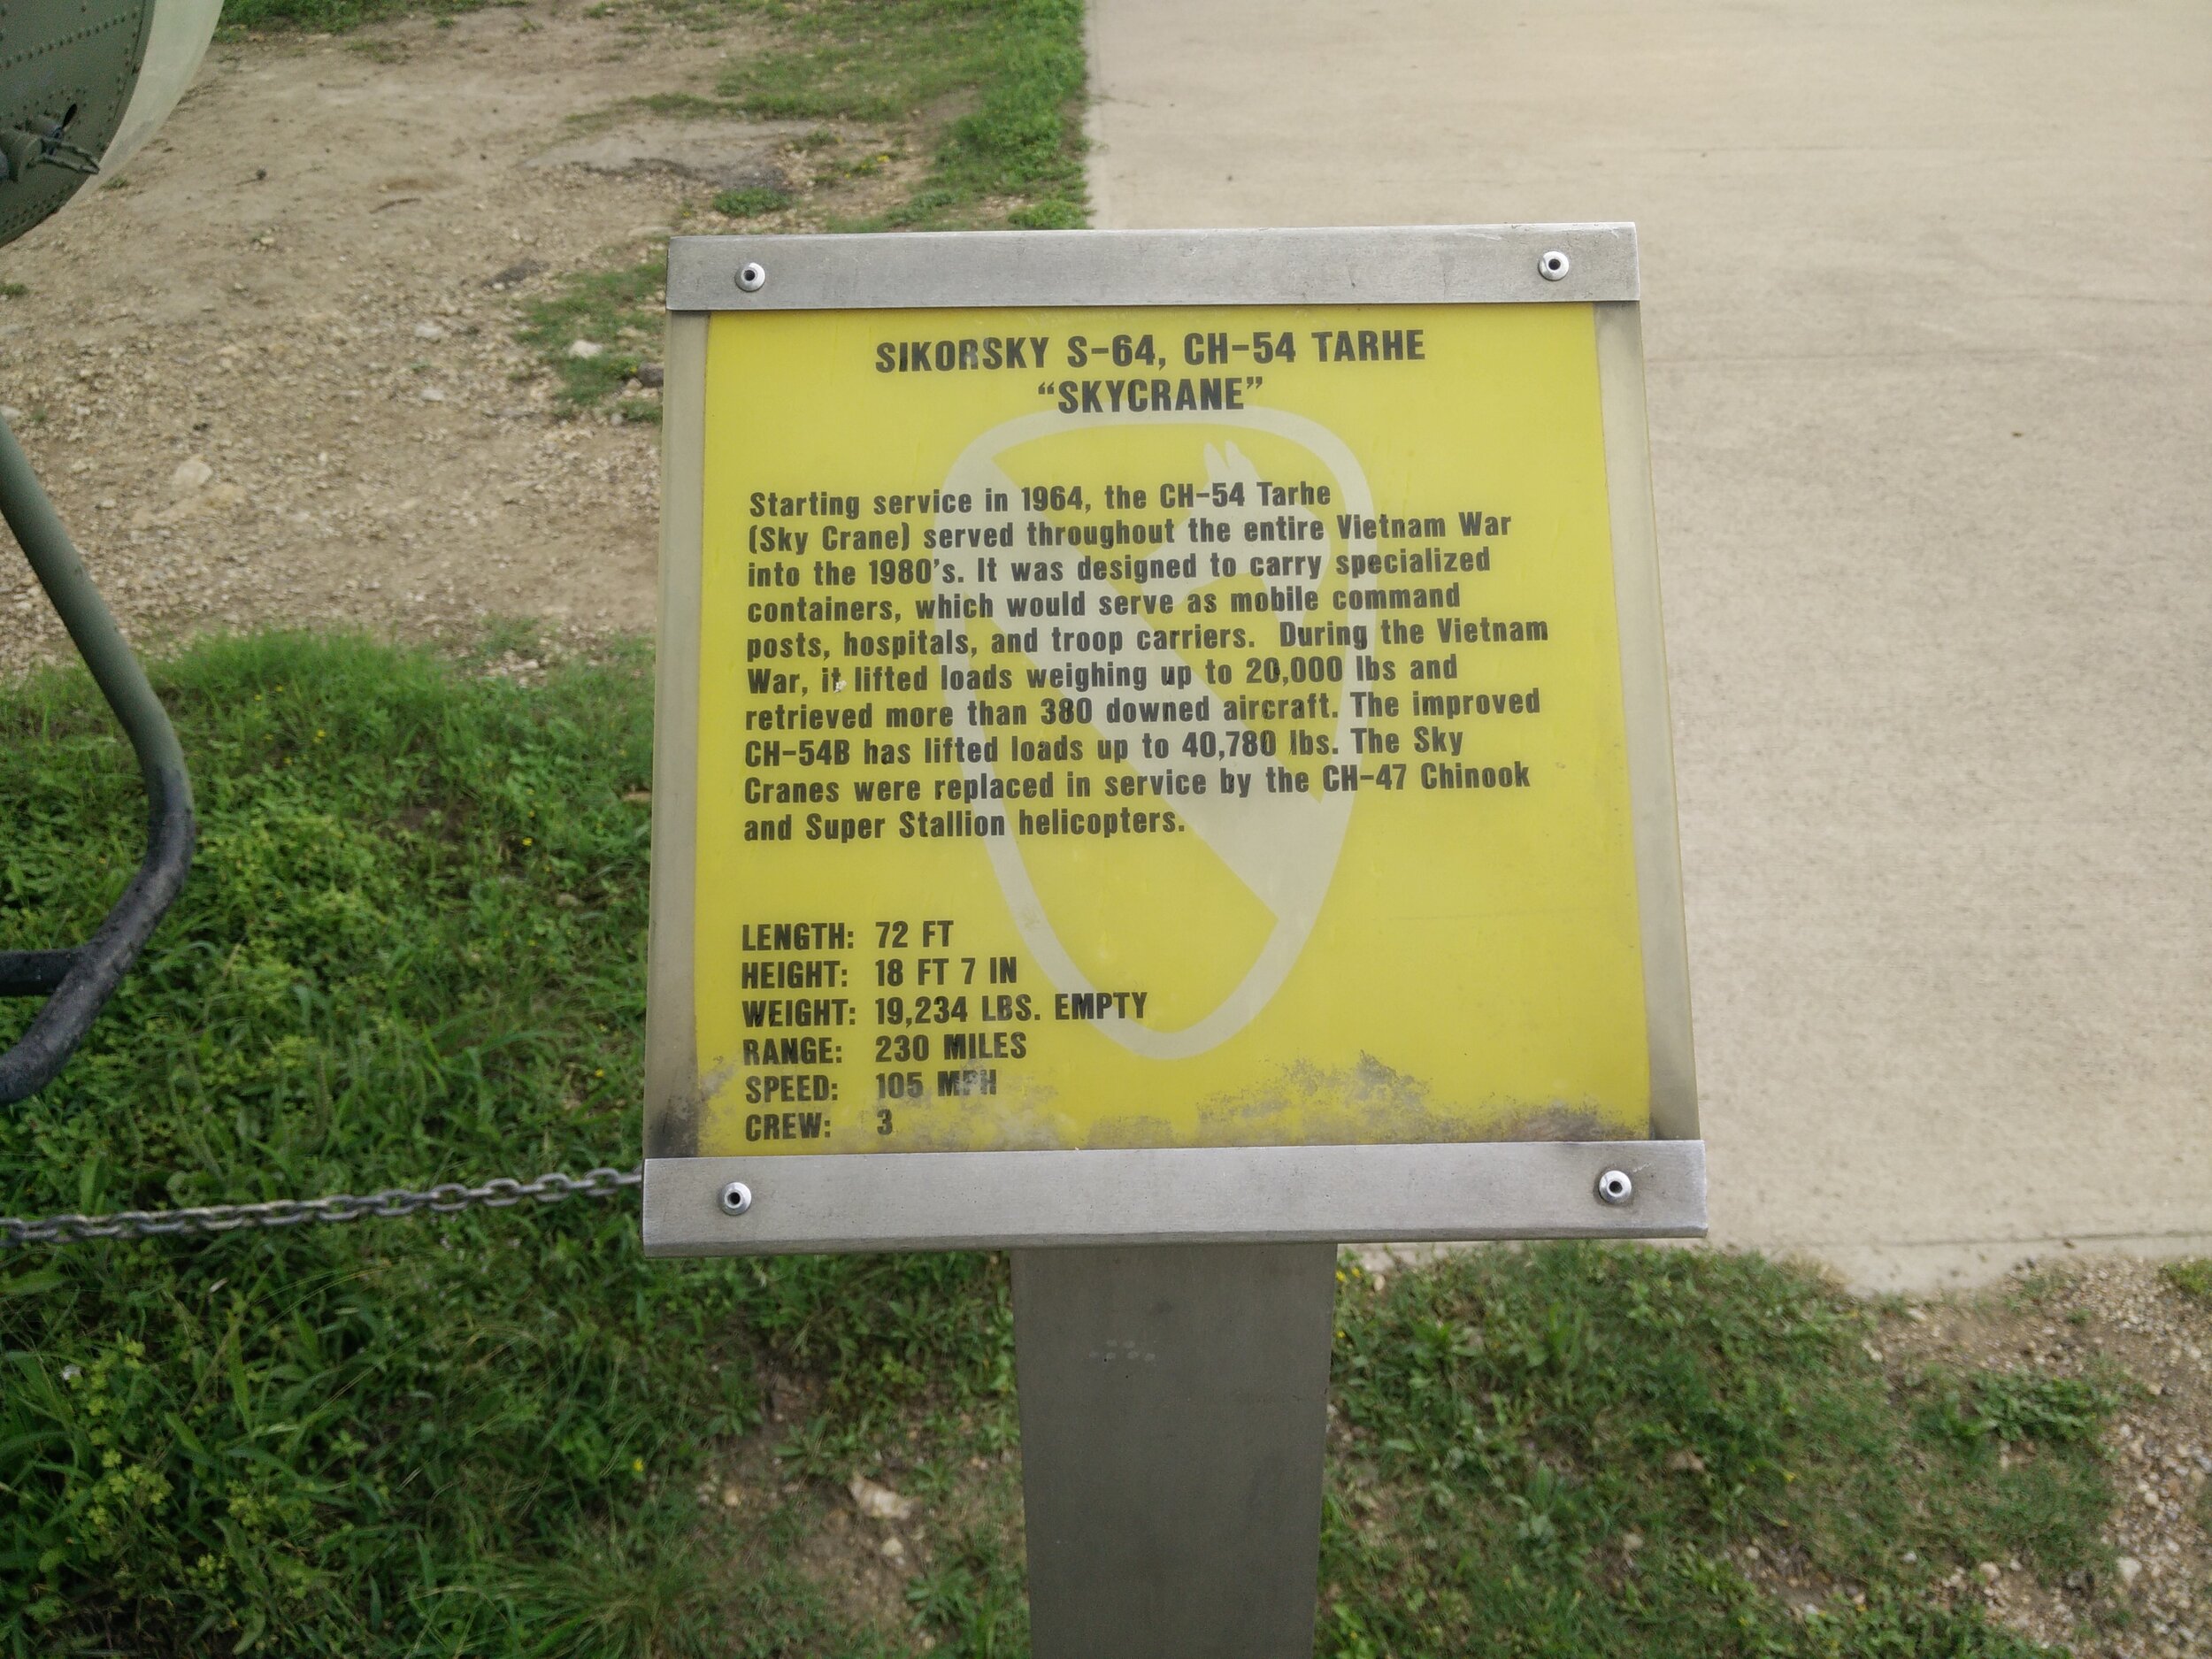 SIKORSKY S-64, CH-54 TARHE
“SKYCRANE”
Starting service in 1964, the CH-54 Tarhe
(Sky Crane) served throughout the entire Vietnam War
into the 1980's. It was designed to carry specialized
containers, which would serve as mobile command
posts, hospitals, and troop carriers. During the Vietnam
War, it lifted loads weighing up to 20,000 lbs and
retrieved more than 380 downed aircraft. The improved
CH-54B has lifted loads up to 40,780 lbs. The Sky
Cranes were replaced in service by the CH-47 Chinook
and Super Stallion helicopters.
LENGTH: 72 FT
HEIGHT: 18 FT 7 IN
WEIGHT: 19,234 LBS. EMPTY
RANGE: 230 MILES
SPEED: 105 MPH
CREW: 3